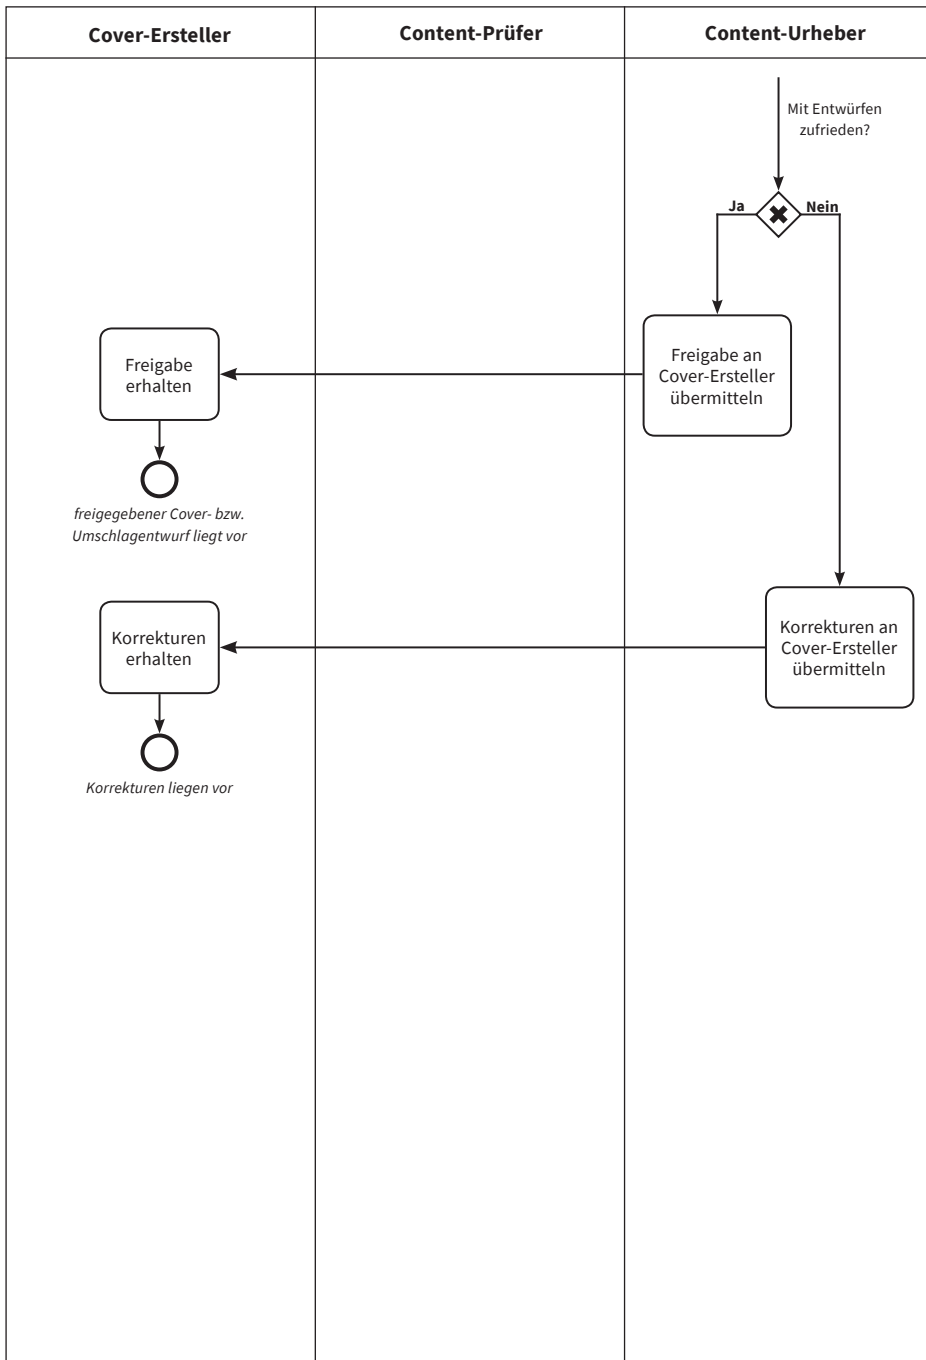 Cover-Ersteller
Content-Prüfer
Content-Urheber
Mit Entwürfen
zufrieden?
Ja
Nein
Freigabe
erhalten
Freigabe an
Cover-Ersteller
übermitteln
freigegebener Cover- bzw.
Umschlagentwurf liegt vor
Korrekturen
erhalten
Korrekturen an
Cover-Ersteller
übermitteln
Korrekturen liegen vor